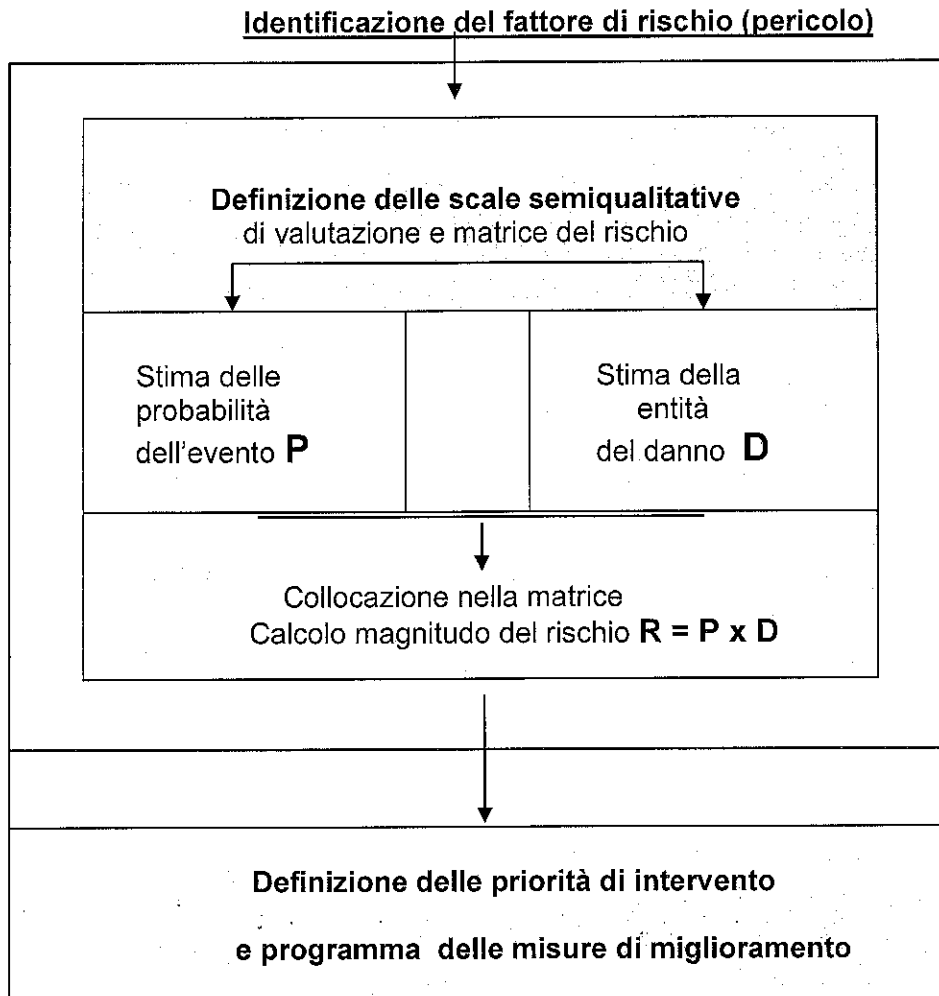 Identificazione del fattore di rischio (pericolo)
Definizione delle scale semiqualitative
di valutazione e matrice del rischio
Stima delle
probabilità
dell'evento P
Stima della
entità
del danno D
Collocazione nella matrice
Calcolo magnitudo del rischio R = P x D
Definizione delle priorità di intervento
e programma delle misure di miglioramento